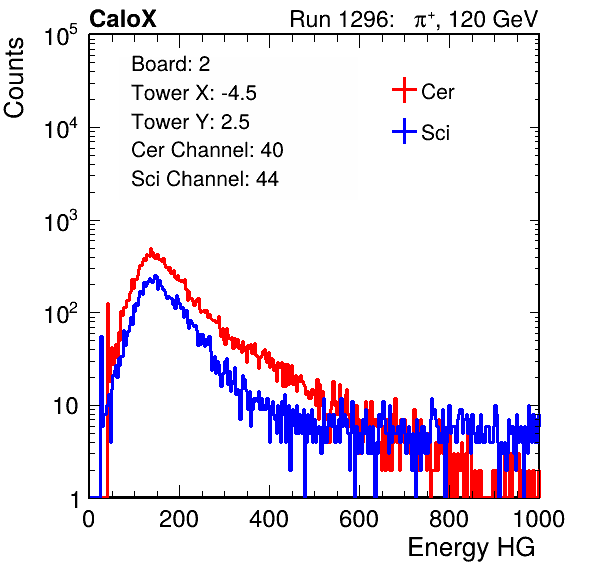 CaloX Run 1296: π⁺, 120 GeV
Counts
10⁵
10⁴
10³
10²
10
1
Board: 2
Tower X: -4.5
Tower Y: 2.5
Cer Channel: 40
Sci Channel: 44
Cer
Sci
0 200 400 600 800 1000
Energy HG